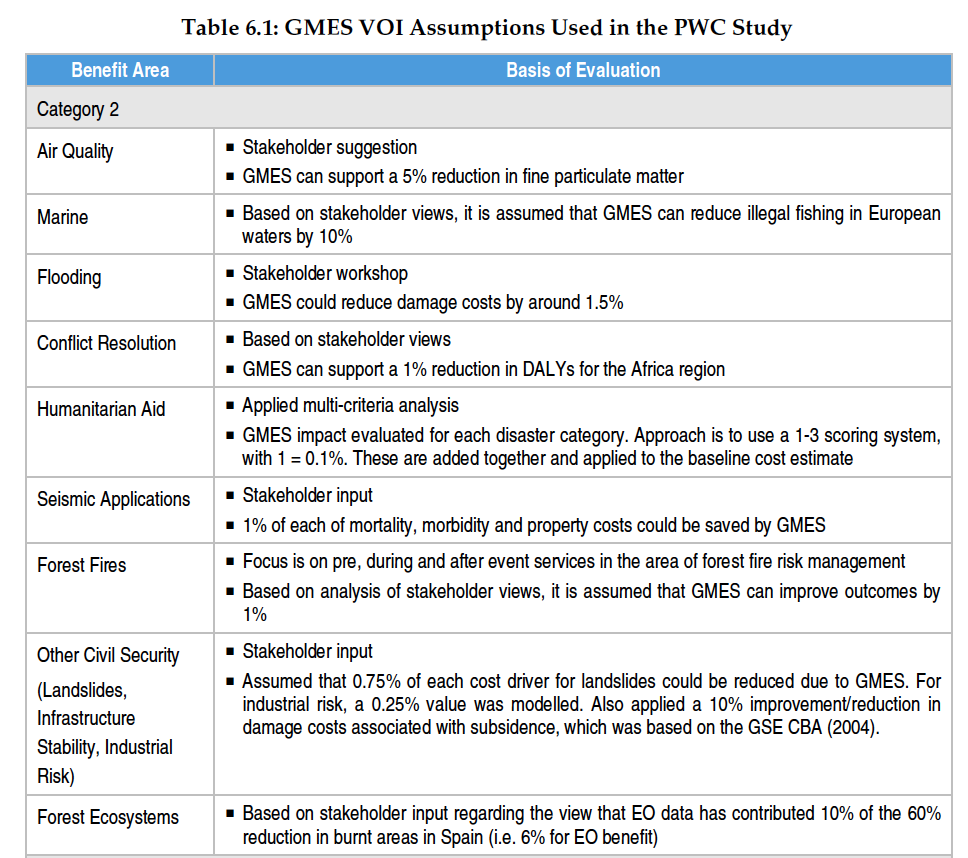 Table 6.1: GMES VOI Assumptions Used in the PWC Study
Benefit Area
Basis of Evaluation
Category 2
Air Quality
▪ Stakeholder suggestion
▪ GMES can support a 5% reduction in fine particulate matter
Marine
▪ Based on stakeholder views, it is assumed that GMES can reduce illegal fishing in European
waters by 10%
Flooding
▪ Stakeholder workshop
▪ GMES could reduce damage costs by around 1.5%
Conflict Resolution
▪ Based on stakeholder views
▪ GMES can support a 1% reduction in DALYs for the Africa region
Humanitarian Aid
▪ Applied multi-criteria analysis
▪ GMES impact evaluated for each disaster category. Approach is to use a 1-3 scoring system,
with 1 = 0.1%. These are added together and applied to the baseline cost estimate
Seismic Applications
▪ Stakeholder input
▪ 1% of each of mortality, morbidity and property costs could be saved by GMES
Forest Fires
▪ Focus is on pre, during and after event services in the area of forest fire risk management
▪ Based on analysis of stakeholder views, it is assumed that GMES can improve outcomes by
1%
Other Civil Security
(Landslides,
Infrastructure
Stability, Industrial
Risk)
▪ Stakeholder input
▪ Assumed that 0.75% of each cost driver for landslides could be reduced due to GMES. For
industrial risk, a 0.25% value was modelled. Also applied a 10% improvement/reduction in
damage costs associated with subsidence, which was based on the GSE CBA (2004).
Forest Ecosystems
▪ Based on stakeholder input regarding the view that EO data has contributed 10% of the 60%
reduction in burnt areas in Spain (i.e. 6% for EO benefit)